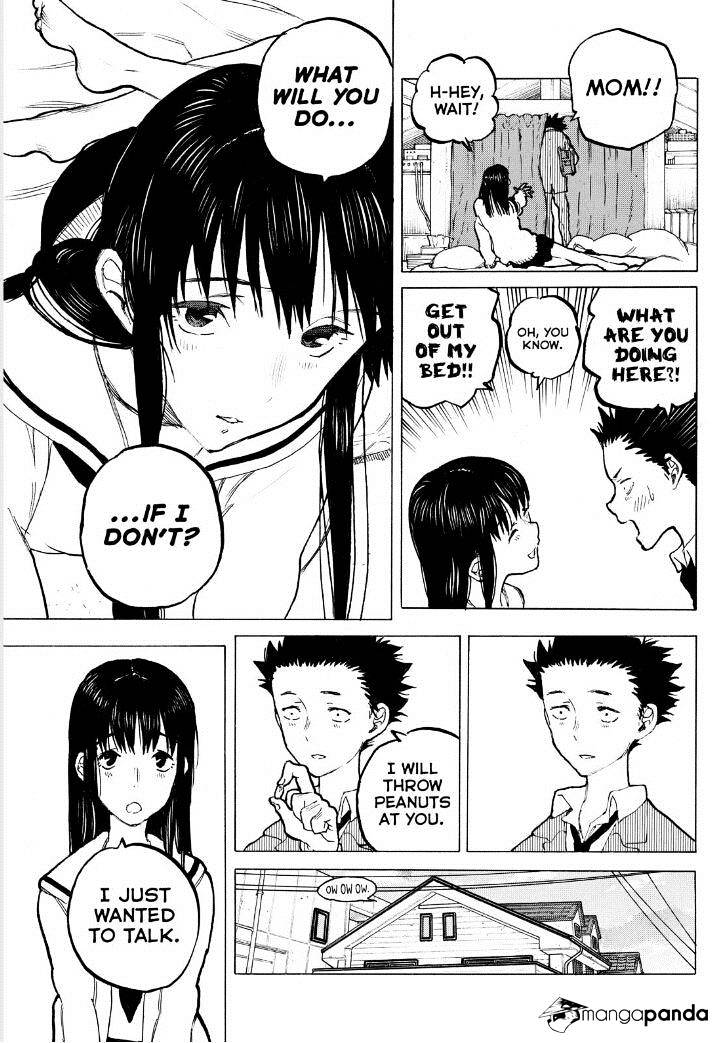 MOM!!
H-HEY,
WAIT!
WHAT
ARE YOU
DOING
HERE?!
OH, YOU
KNOW.
GET
OUT
OF MY
BED!!
WHAT
WILL YOU
DO...
...IF I
DON'T?
I WILL
THROW
PEANUTS
AT YOU.
OW OW OW.
I JUST
WANTED
TO TALK.
mangapanda